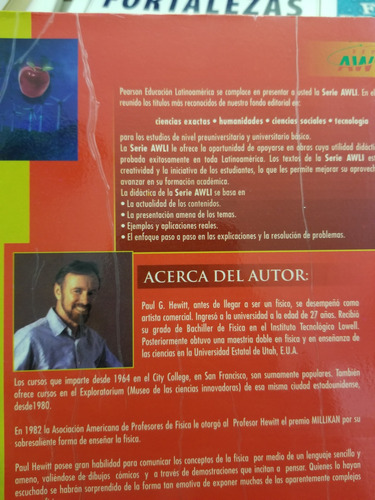 FORTALEZAS
AWLI
Pearson Educación Latinoamérica se complace en presentar a usted la Serie AWLI. En el
reunido los títulos más reconocidos de nuestro fondo editorial en:
ciencias exactas • humanidades • ciencias sociales • tecnología
para los estudios de nivel preuniversitario y universitario básico.
La Serie AWLI le ofrece la oportunidad de apoyarse en obras cuya utilidad didáctic
probada exitosamente en toda Latinoamérica. Los textos de la Serie AWLI est
creatividad y la iniciativa de los estudiantes, lo que les permite mejorar su aprovech
avanzar en su formación académica.
La didáctica de la Serie AWLI se basa en
• La actualidad de los contenidos.
• La presentación amena de los temas.
• Ejemplos y aplicaciones reales.
• El enfoque paso a paso en las explicaciones y la resolución de problemas.
ACERCA DEL AUTOR:
Paul G. Hewitt, antes de llegar a ser un físico, se desempeñó como
artista comercial. Ingresó a la universidad a la edad de 27 años. Recibió
su grado de Bachiller de Física en el Instituto Tecnológico Lowell.
Posteriormente obtuvo una maestría doble en física y en enseñanza de
las ciencias en la Universidad Estatal de Utah, E.U.A.
Los cursos que imparte desde 1964 en el City College, en San Francisco, son sumamente populares. También
ofrece cursos en el Exploratorium (Museo de las ciencias innovadoras) de esa misma ciudad estadounidense,
desde1980.
En 1982 la Asociación Americana de Profesores de Física le otorgó al Profesor Hewitt el premio MILLIKAN por su
sobresaliente forma de enseñar la física.
Paul Hewitt posee gran habilidad para comunicar los conceptos de la física por medio de un lenguaje sencillo y
ameno, valiéndose de dibujos cómicos y a través de demostraciones que incitan a pensar. Quienes lo hayan
escuchado se habrán sorprendido de la forma tan emotiva de exponer muchas de las aparentemente complejas